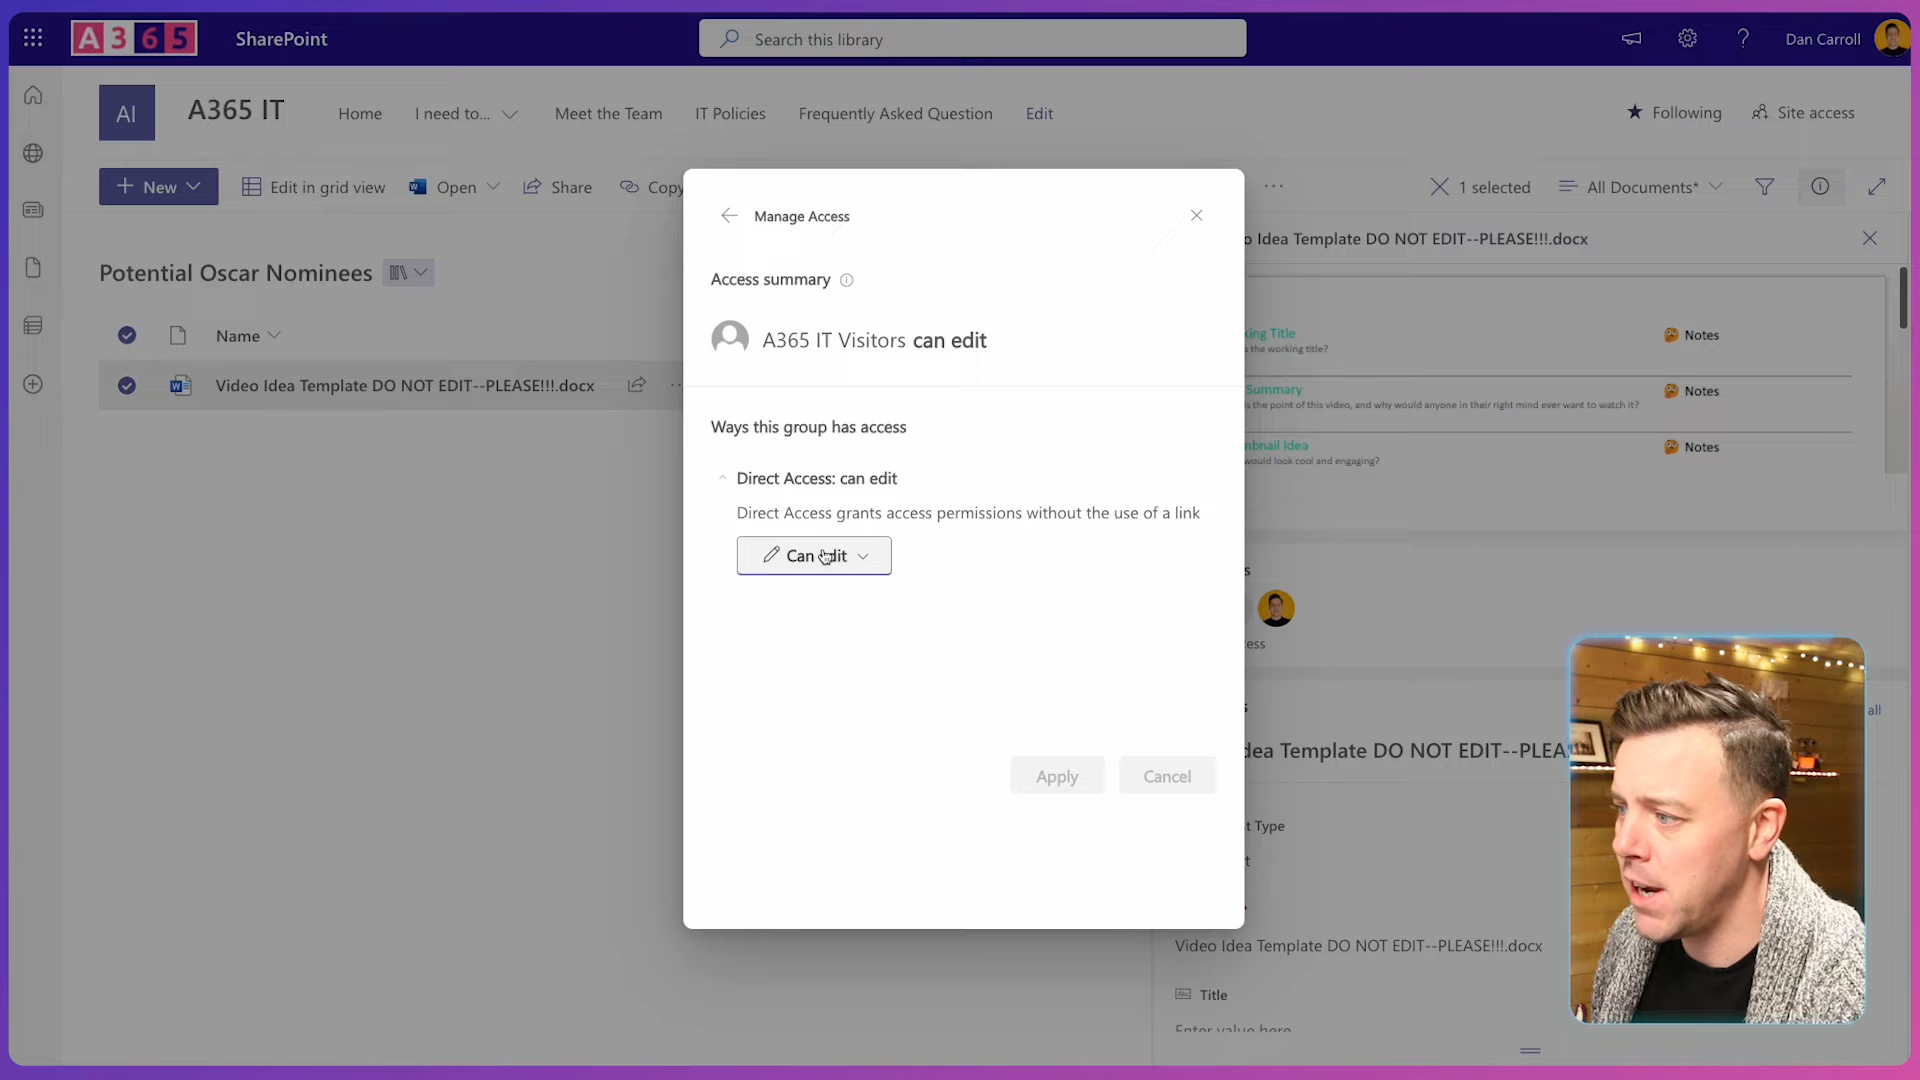 A365
SharePoint
Search this library
Dan Carroll
AI
A365 IT
Home
I need to...
Meet the Team
IT Policies
Frequently Asked Question
Edit
Following
Site access
New
Edit in grid view
Open
Share
Copy
1 selected
All Documents*
Manage Access
o Idea Template DO NOT EDIT--PLEASE!!!.docx
Potential Oscar Nominees
Access summary
Name
A365 IT Visitors can edit
king Title
Notes
s the working title?
Video Idea Template DO NOT EDIT--PLEASE!!!.docx
Summary
Notes
is the point of this video, and why would anyone in their right mind ever want to watch it?
Ways this group has access
nbnail Idea
Notes
would look cool and engaging?
Direct Access: can edit
Direct Access grants access permissions without the use of a link
Can edit
s
ess
s
all
dea Template DO NOT EDIT--PLEA
Apply
Cancel
t Type
t
Video Idea Template DO NOT EDIT--PLEASE!!!.docx
Abc
Title
Enter value here